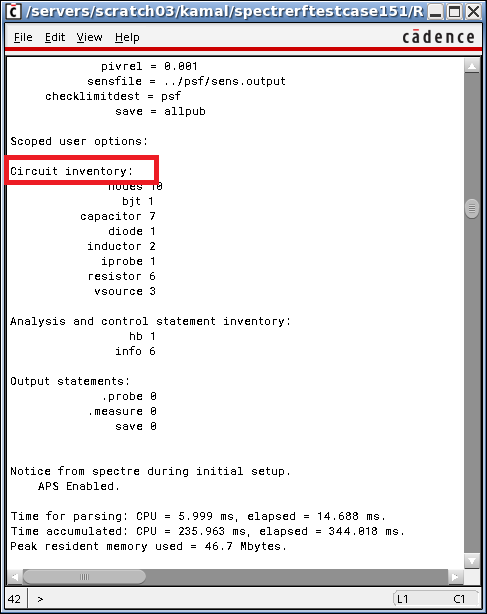 /servers/scratch03/kamal/spectrerftestcase151/R
File Edit View Help cādence
pivrel = 0.001
sensfile = ../psf/sens.output
checklimitdest = psf
save = allpub
Scoped user options:
Circuit inventory:
nodes 10
bjt 1
capacitor 7
diode 1
inductor 2
iprobe 1
resistor 6
vsource 3
Analysis and control statement inventory:
hb 1
info 6
Output statements:
.probe 0
.measure 0
save 0
Notice from spectre during initial setup.
APS Enabled.
Time for parsing: CPU = 5.999 ms, elapsed = 14.688 ms.
Time accumulated: CPU = 235.963 ms, elapsed = 344.018 ms.
Peak resident memory used = 46.7 Mbytes.
42 > L1 C1